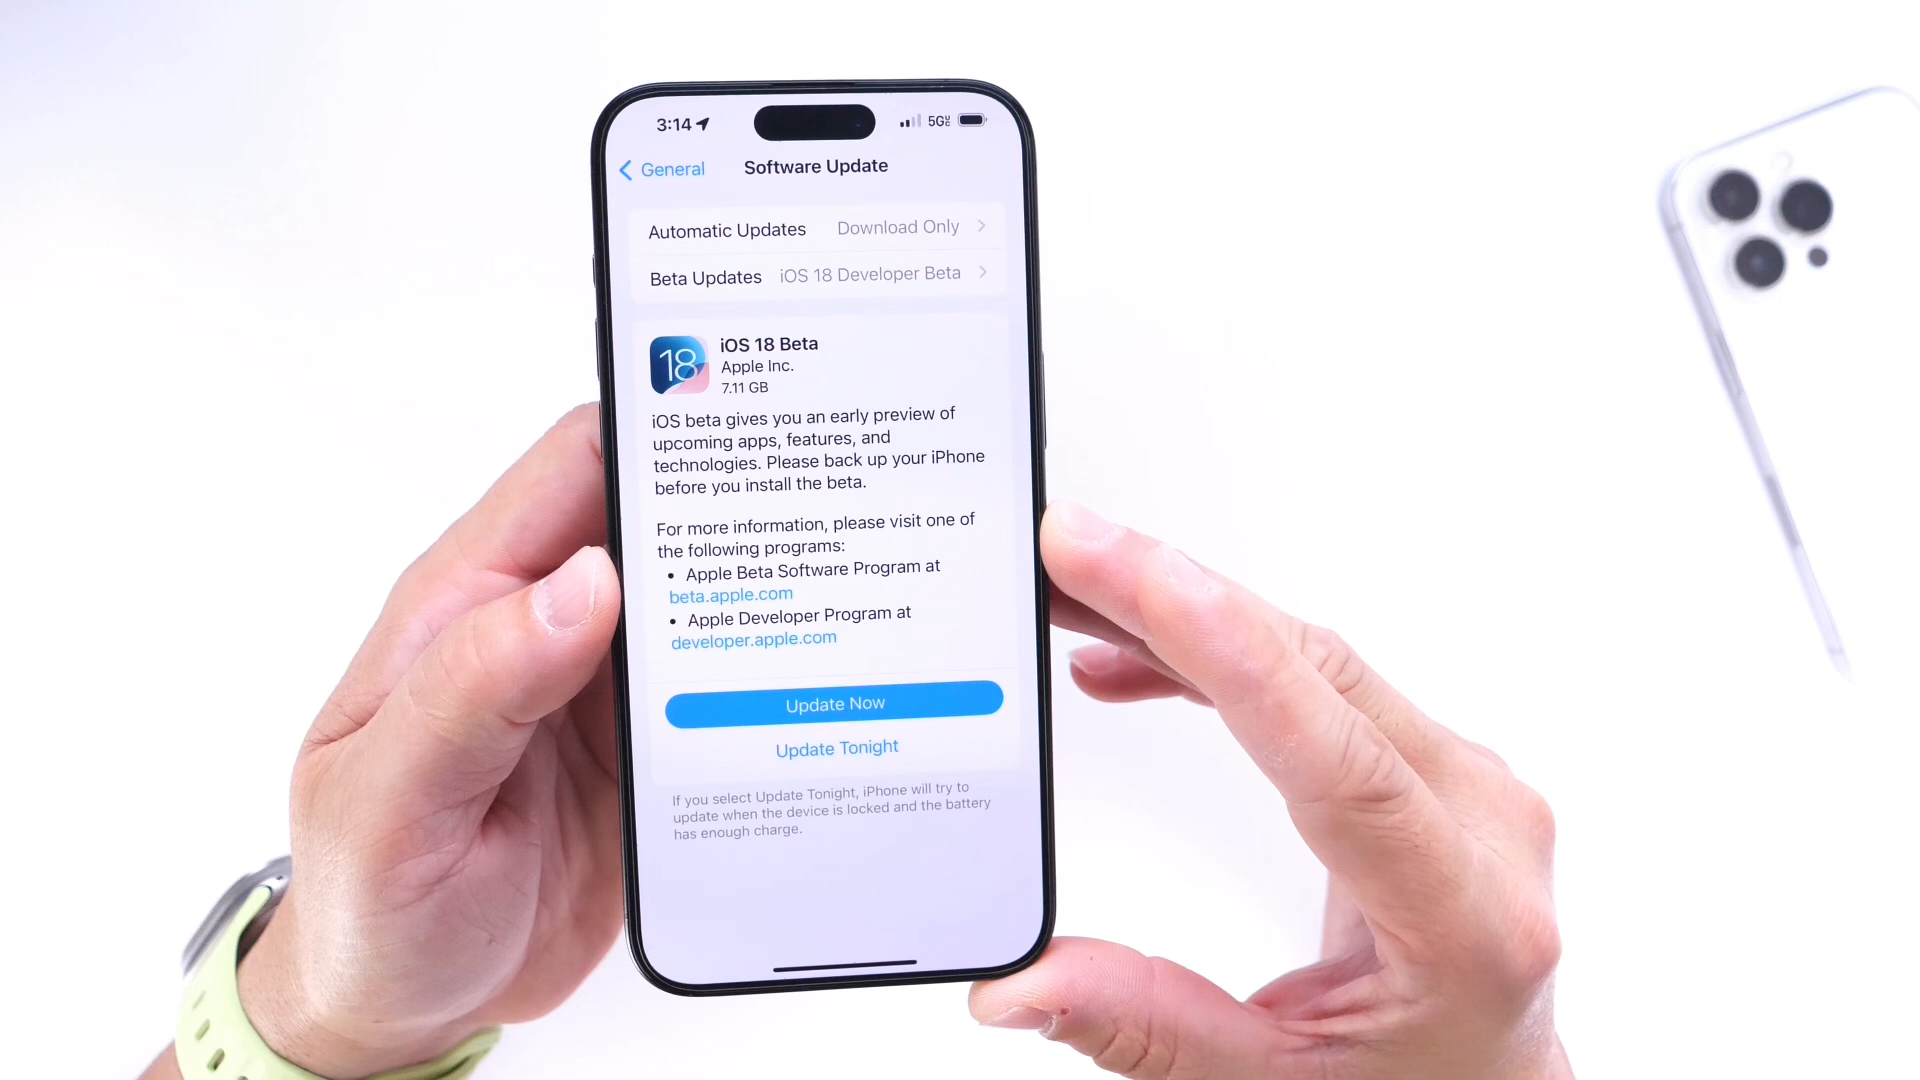 3:14
5G
General
Software Update
Automatic Updates Download Only
Beta Updates iOS 18 Developer Beta
18
iOS 18 Beta
Apple Inc.
7.11 GB
iOS beta gives you an early preview of
upcoming apps, features, and
technologies. Please back up your iPhone
before you install the beta.
For more information, please visit one of
the following programs:
• Apple Beta Software Program at
beta.apple.com
• Apple Developer Program at
developer.apple.com
Update Now
Update Tonight
If you select Update Tonight, iPhone will try to
update when the device is locked and the battery
has enough charge.